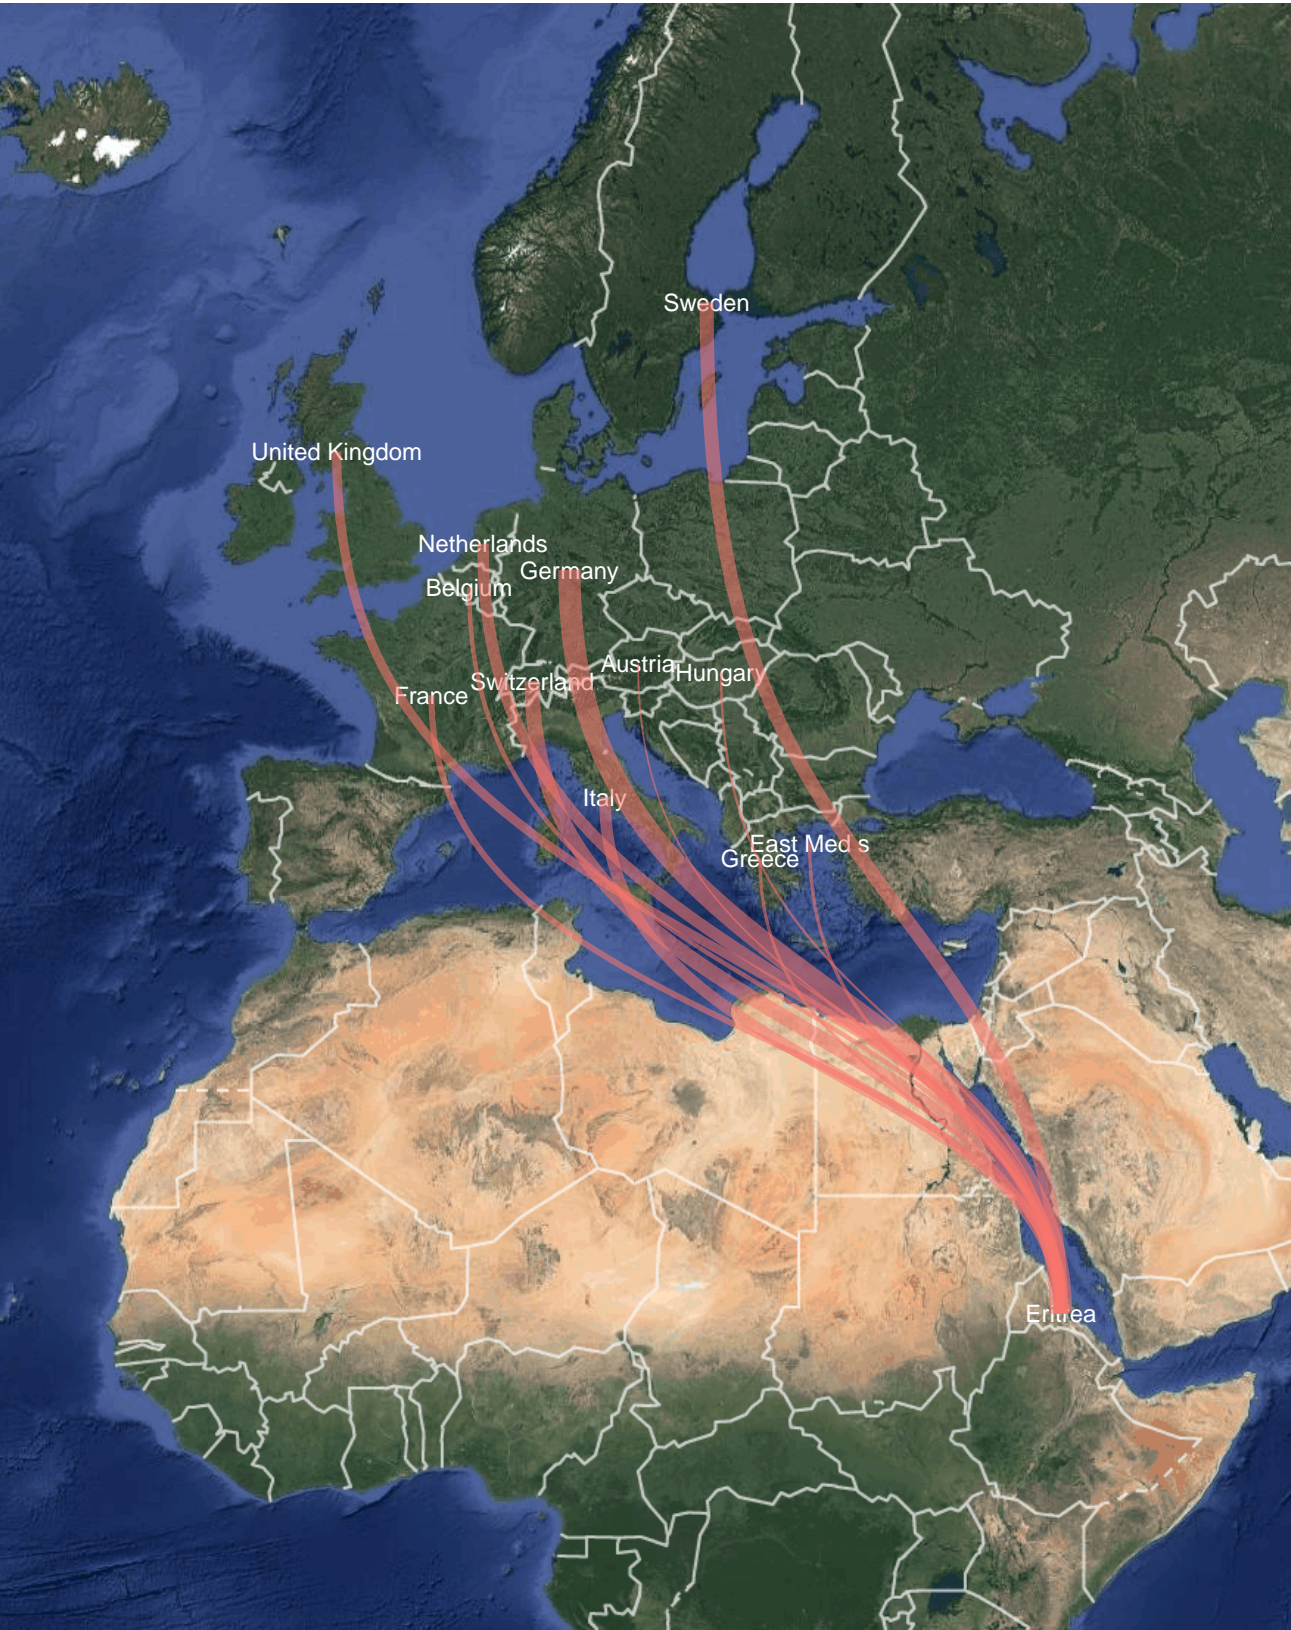 Sweden
United Kingdom
Netherlands
Germany
Belgium
Austria
Hungary
Switzerland
France
Italy
East Med s
Greece
Eritrea